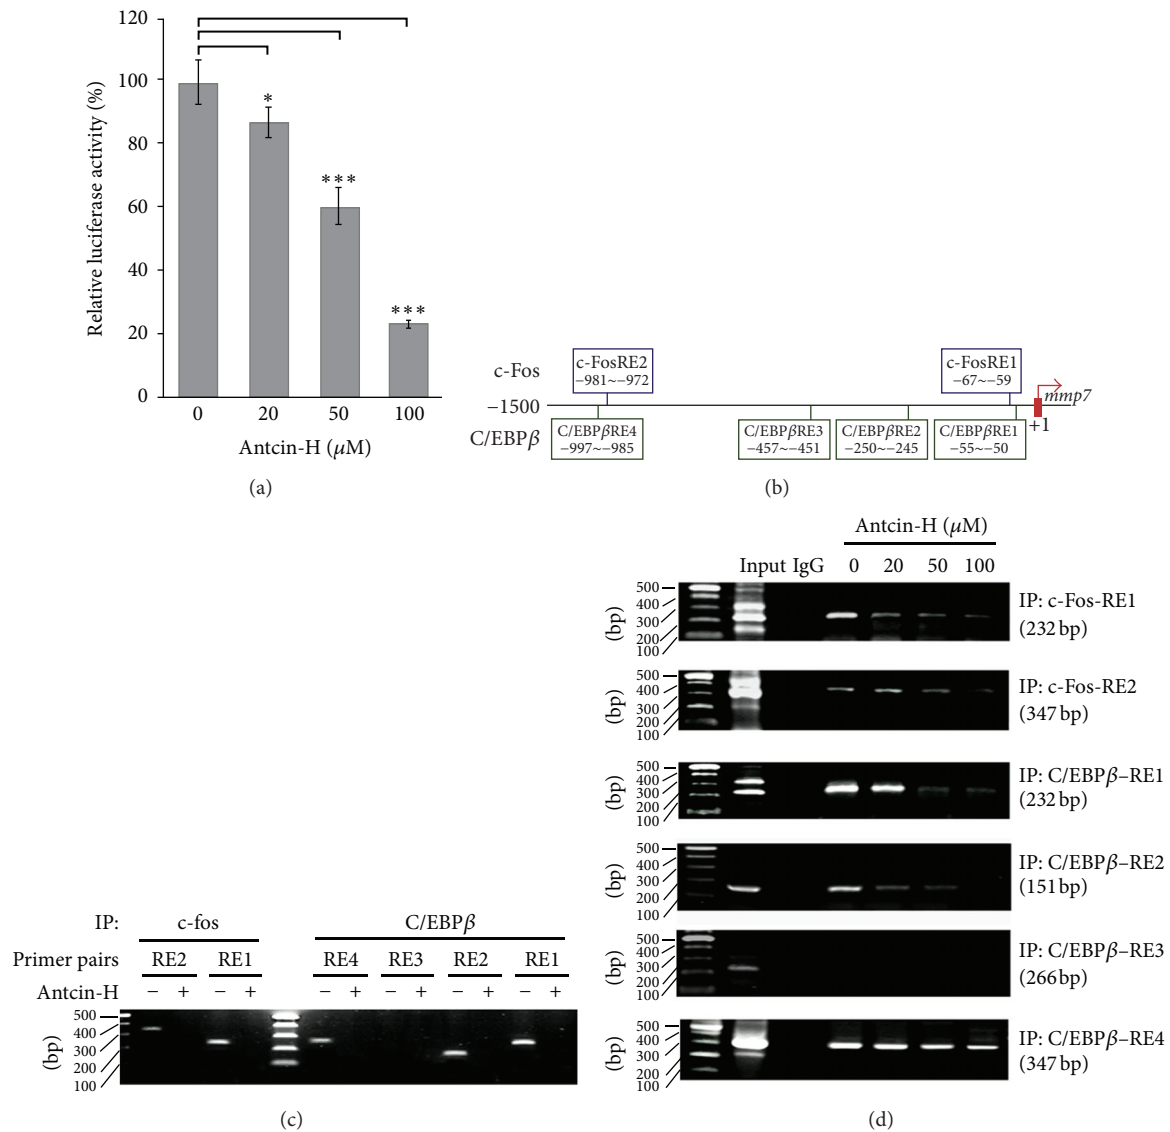 120
100
80
60
40
20
0
Relative luciferase activity (%)
*
***
***
0 20 50 100
Antcin-H (μM)
(a)
c-Fos
−1500
C/EBPβ
c-FosRE2
−981~−972
c-FosRE1
−67~−59
mmp7
+1
C/EBPβRE4
−997~−985
C/EBPβRE3
−457~−451
C/EBPβRE2
−250~−245
C/EBPβRE1
−55~−50
(b)
IP: c-fos C/EBPβ
Primer pairs RE2 RE1 RE4 RE3 RE2 RE1
Antcin-H − + − + − + − + − + − +
(bp)
500
400
300
200
100
(c)
Antcin-H (μM)
Input IgG 0 20 50 100
(bp)
500
400
300
200
100
IP: c-Fos-RE1
(232 bp)
(bp)
500
400
300
200
100
IP: c-Fos-RE2
(347 bp)
(bp)
500
400
300
200
100
IP: C/EBPβ–RE1
(232 bp)
(bp)
500
400
300
200
100
IP: C/EBPβ–RE2
(151 bp)
(bp)
500
400
300
200
100
IP: C/EBPβ–RE3
(266 bp)
(bp)
500
400
300
200
100
IP: C/EBPβ–RE4
(347 bp)
(d)